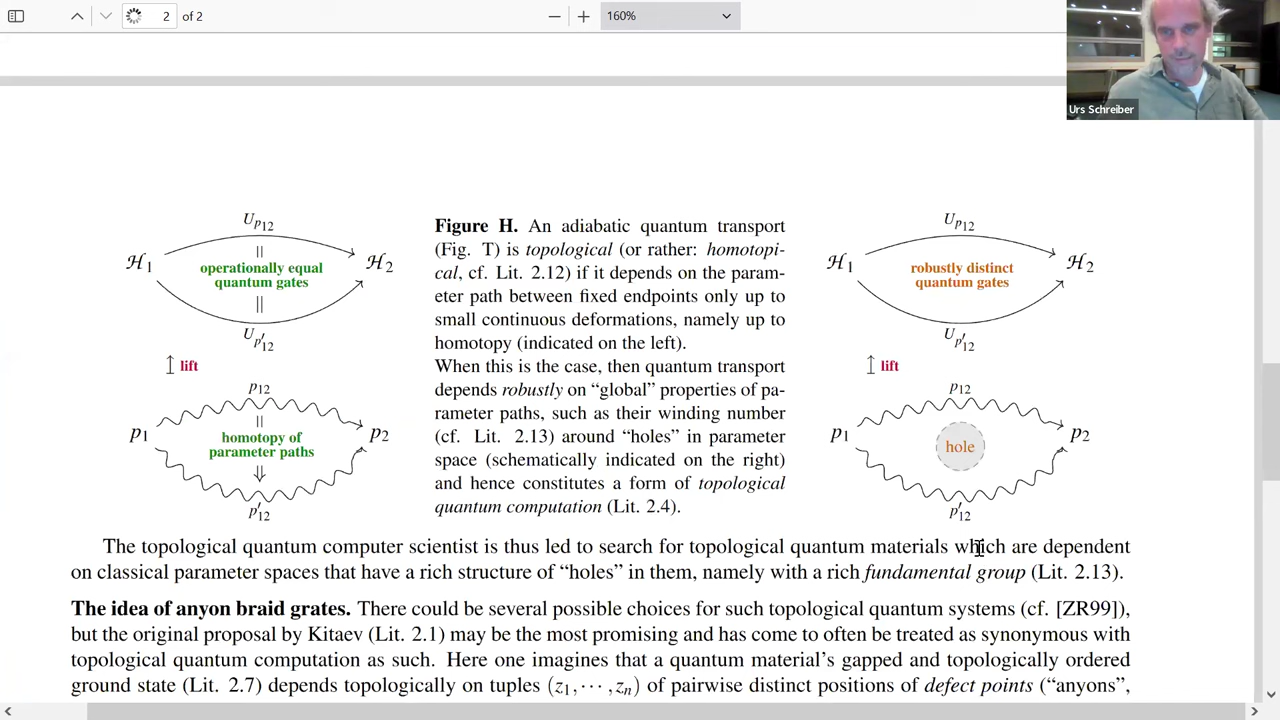 2 of 2
160%
Urs Schreiber
U_{p_{12}}
ℋ_1
||
operationally equal
quantum gates
||
ℋ_2
U_{p'_{12}}
lift
p_{12}
p_1
||
homotopy of
parameter paths
p_2
p'_{12}
Figure H. An adiabatic quantum transport
(Fig. T) is topological (or rather: homotopi-
cal, cf. Lit. 2.12) if it depends on the param-
eter path between fixed endpoints only up to
small continuous deformations, namely up to
homotopy (indicated on the left).
When this is the case, then quantum transport
depends robustly on “global” properties of pa-
rameter paths, such as their winding number
(cf. Lit. 2.13) around “holes” in parameter
space (schematically indicated on the right)
and hence constitutes a form of topological
quantum computation (Lit. 2.4).
U_{p_{12}}
ℋ_1
robustly distinct
quantum gates
ℋ_2
U_{p'_{12}}
lift
p_{12}
p_1
hole
p_2
p'_{12}
The topological quantum computer scientist is thus led to search for topological quantum materials which are dependent
on classical parameter spaces that have a rich structure of “holes” in them, namely with a rich fundamental group (Lit. 2.13).
The idea of anyon braid grates. There could be several possible choices for such topological quantum systems (cf. [ZR99]),
but the original proposal by Kitaev (Lit. 2.1) may be the most promising and has come to often be treated as synonymous with
topological quantum computation as such. Here one imagines that a quantum material’s gapped and topologically ordered
ground state (Lit. 2.7) depends topologically on tuples (z_1, ⋯, z_n) of pairwise distinct positions of defect points (“anyons”,